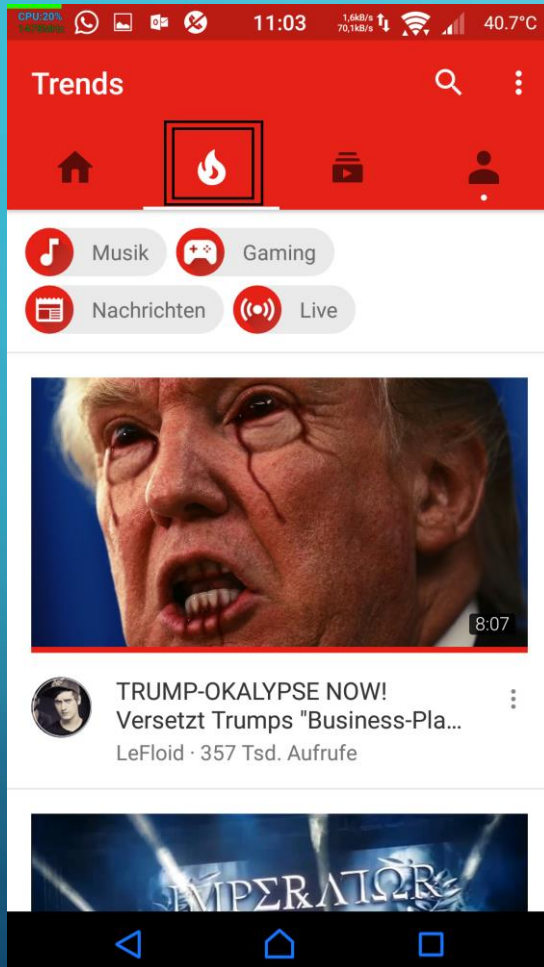 CPU:20%
11:03
1,6kB/s
70,1kB/s
40.7°C
Trends
Musik
Gaming
Nachrichten
Live
8:07
TRUMP-OKALYPSE NOW!
Versetzt Trumps "Business-Pla...
LeFloid · 357 Tsd. Aufrufe
IMPERATOR